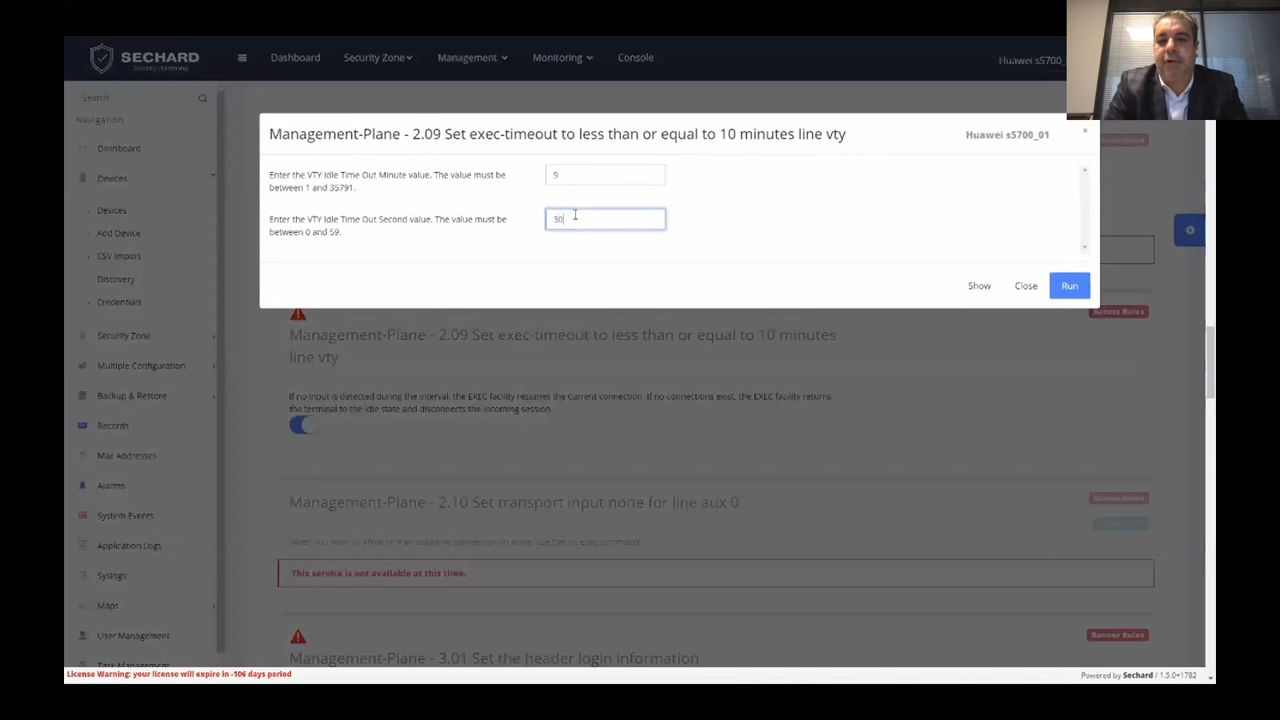 SECHARD
Security Hardening
Dashboard
Security Zone
Management
Monitoring
Console
Huawei s5700_
Search
Navigation
Dashboard
Devices
Devices
Add Device
CSV Import
Discovery
Credentials
Security Zone
Multiple Configuration
Backup & Restore
Records
Mac Addresses
Alarms
System Events
Application Logs
Syslogs
Maps
User Management
Task Management
Management-Plane - 2.09 Set exec-timeout to less than or equal to 10 minutes line vty
Huawei s5700_01
Enter the VTY Idle Time Out Minute value. The value must be
between 1 and 35791.
9
Enter the VTY Idle Time Out Second value. The value must be
between 0 and 59.
30
Show
Close
Run
Access Rules
Management-Plane - 2.09 Set exec-timeout to less than or equal to 10 minutes
line vty
If no input is detected during the interval, the EXEC facility resumes the current connection. If no connections exist, the EXEC facility returns
the terminal to the idle state and disconnects the incoming session.
Management-Plane - 2.10 Set transport input none for line aux 0
This service is not available at this time.
Banner Rules
Management-Plane - 3.01 Set the header login information
License Warning: your license will expire in -106 days period
Powered by Sechard / 1.5.0+1782